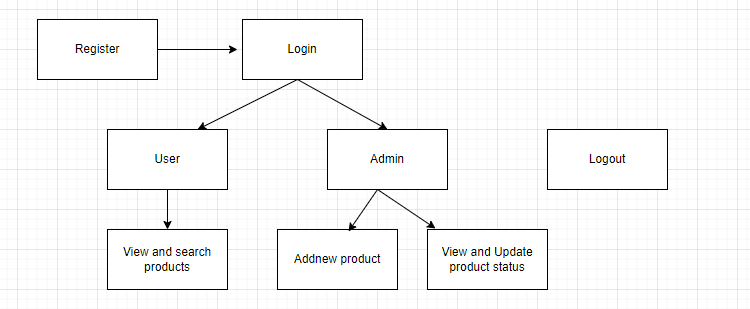 Register
Login
User
Admin
Logout
View and search
products
Addnew product
View and Update
product status